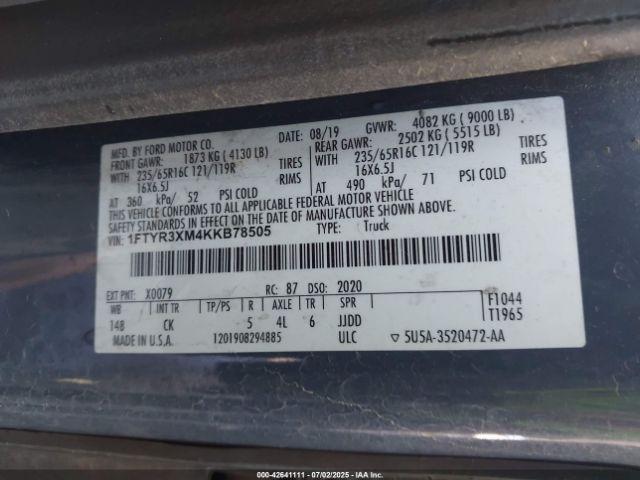 MFD. BY FORD MOTOR CO. DATE: 08/19 GVWR: 4082 KG ( 9000 LB)
FRONT GAWR: 1873 KG ( 4130 LB) REAR GAWR: 2502 KG ( 5515 LB)
WITH 235/65R16C 121/119R TIRES WITH 235/65R16C 121/119R TIRES
16X6.5J RIMS 16X6.5J RIMS
AT 360 kPa/ 52 PSI COLD AT 490 kPa/ 71 PSI COLD
THIS VEHICLE CONFORMS TO ALL APPLICABLE FEDERAL MOTOR VEHICLE
SAFETY STANDARDS IN EFFECT ON THE DATE OF MANUFACTURE SHOWN ABOVE.
VIN: 1FTYR3XM4KKB78505 TYPE: Truck
EXT PNT: X0079 RC: 87 DSO: 2020
WB INT TR TP/PS R AXLE TR SPR F1044
T1965
148 CK 5 4L 6 JJDD
MADE IN U.S.A. 1201908294885 ULC ▽ 5U5A-3520472-AA
000-42641111 - 07/02/2025 - IAAI.COM